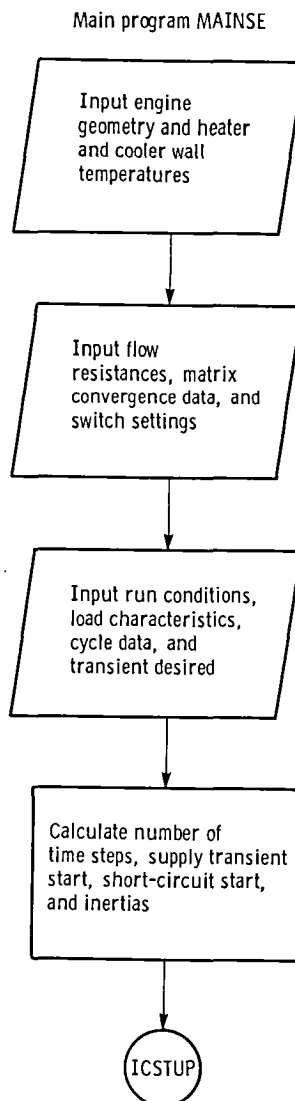 Main program MAINSE
Input engine
geometry and heater
and cooler wall
temperatures
Input flow
resistances, matrix
convergence data, and
switch settings
Input run conditions,
load characteristics,
cycle data, and
transient desired
Calculate number of
time steps, supply transient
start, short-circuit start,
and inertias
ICSTUP